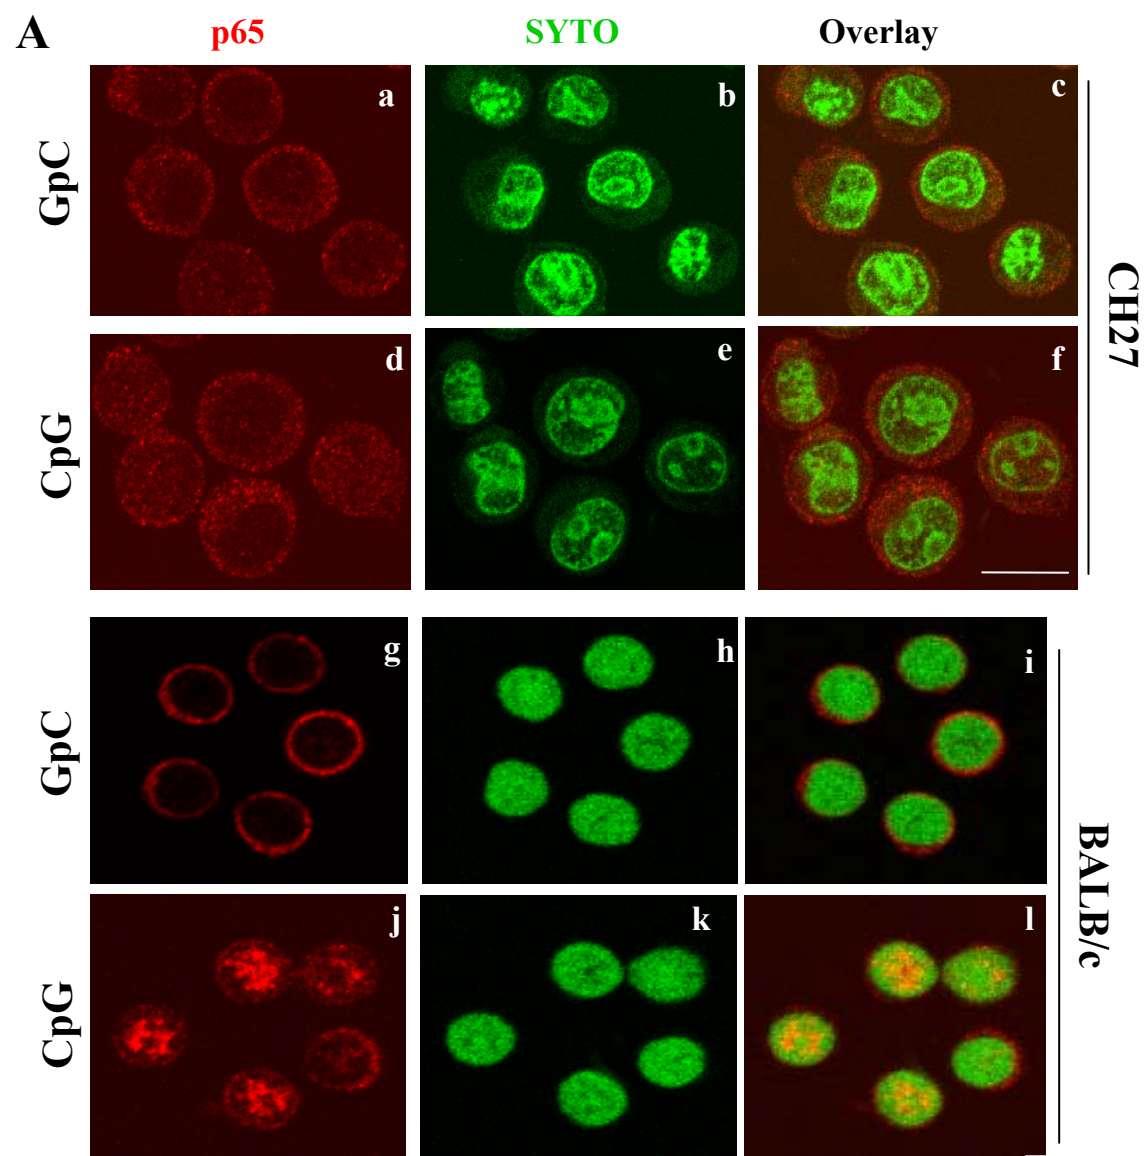 A p65 SYTO Overlay
GpC a b c
CH27
CpG d e f
GpC g h i
BALB/c
CpG j k l